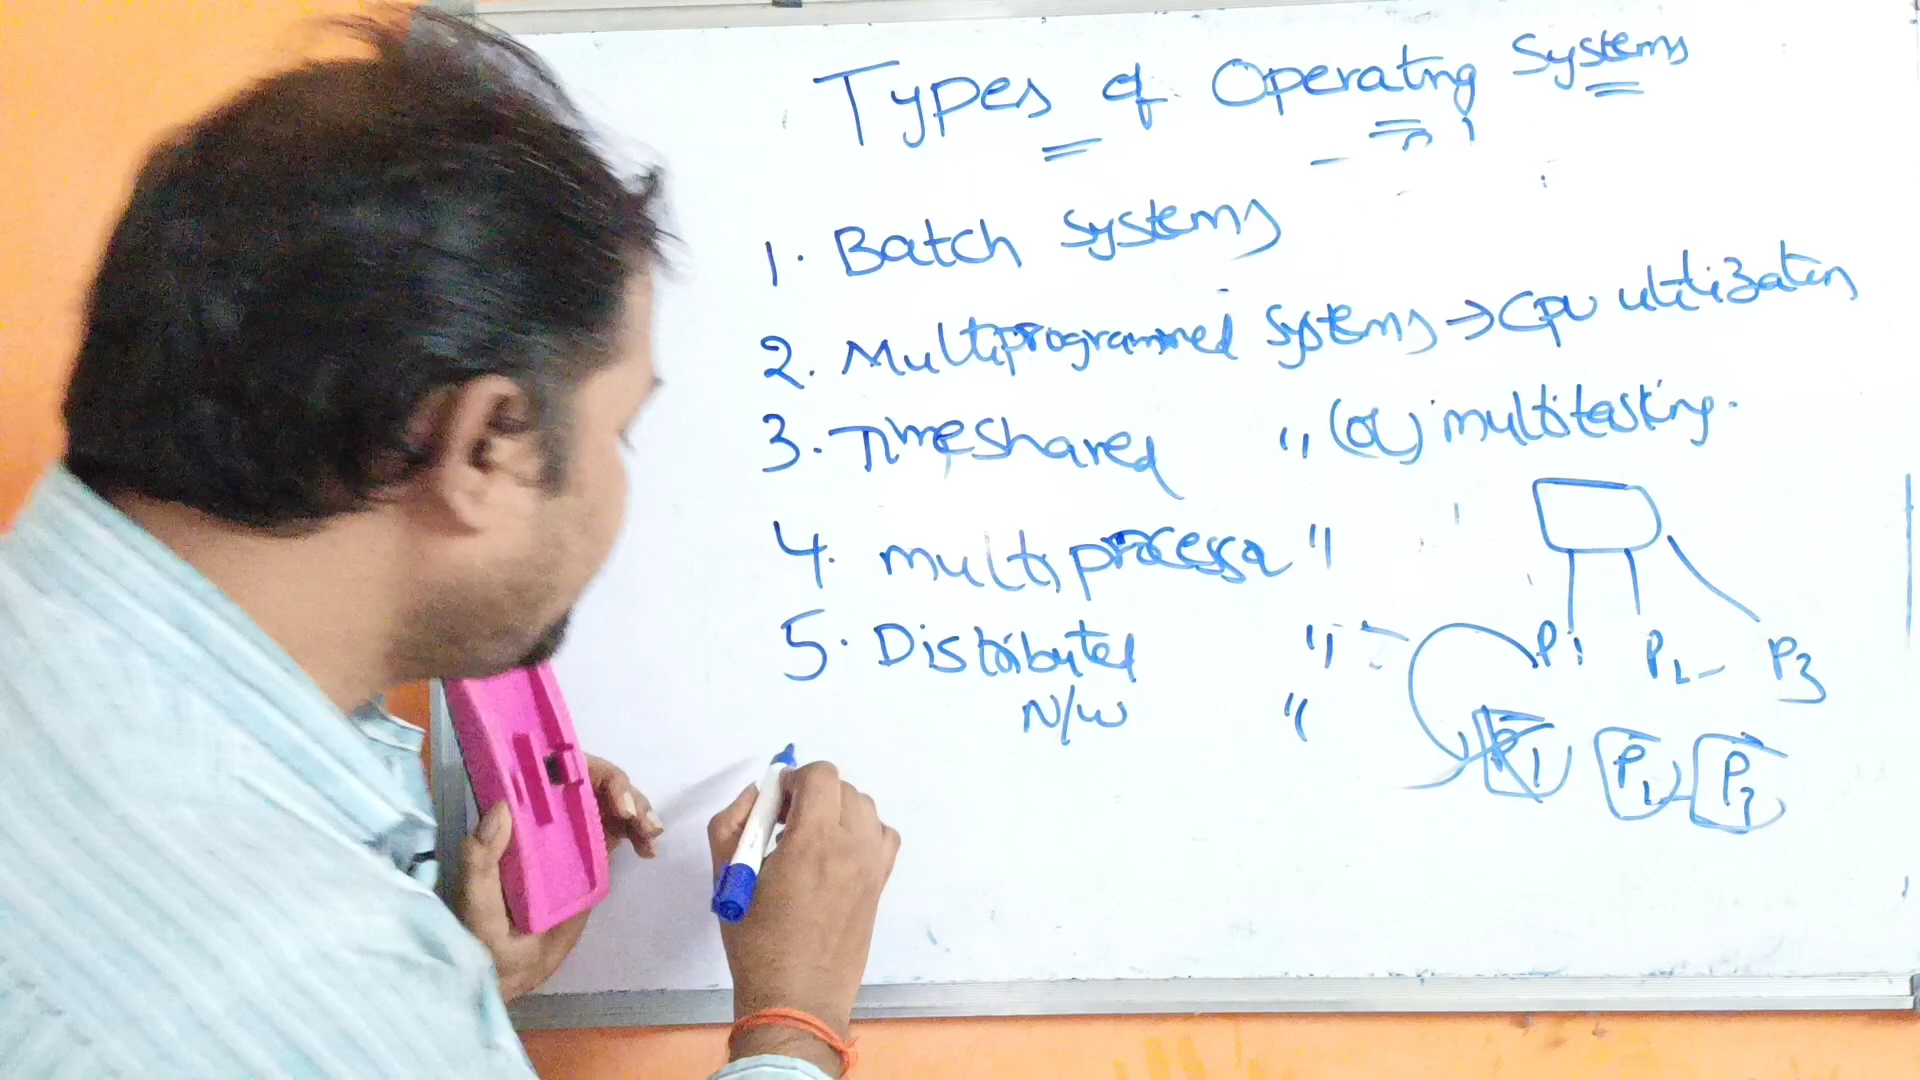 Types of Operating Systems
1. Batch Systems
2. Multiprogrammed Systems → CPU utilization
3. Timeshared " (or) multitasking.
4. multiprocessor "
5. Distributed "
N/W "
P1 P2 P3
P1 P2 P3